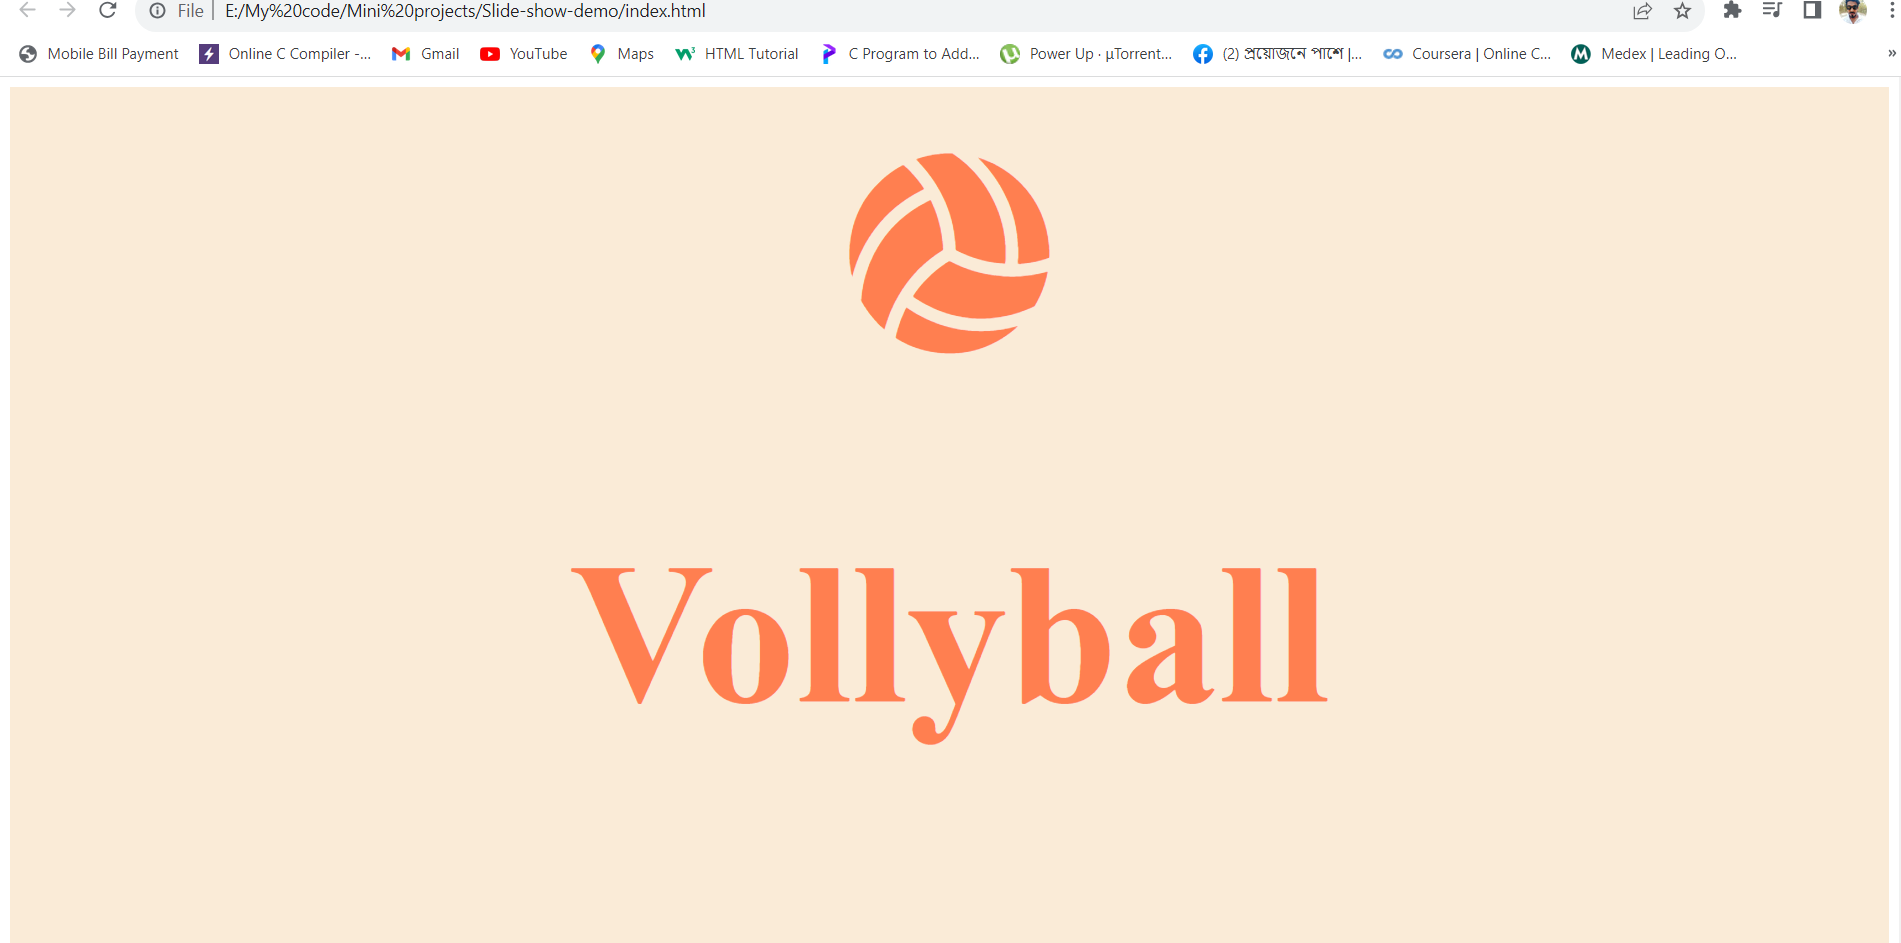 File | E:/My%20code/Mini%20projects/Slide-show-demo/index.html
Mobile Bill Payment Online C Compiler -... Gmail YouTube Maps HTML Tutorial C Program to Add... Power Up · µTorrent... (2) প্রয়োজনে পাশে |... Coursera | Online C... Medex | Leading O... »
Vollyball